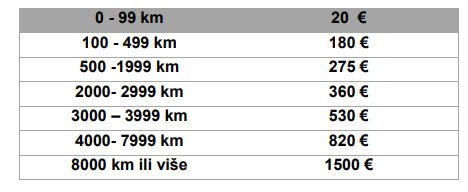 0 - 99 km 20 €
100 - 499 km 180 €
500 -1999 km 275 €
2000- 2999 km 360 €
3000 – 3999 km 530 €
4000- 7999 km 820 €
8000 km ili više 1500 €